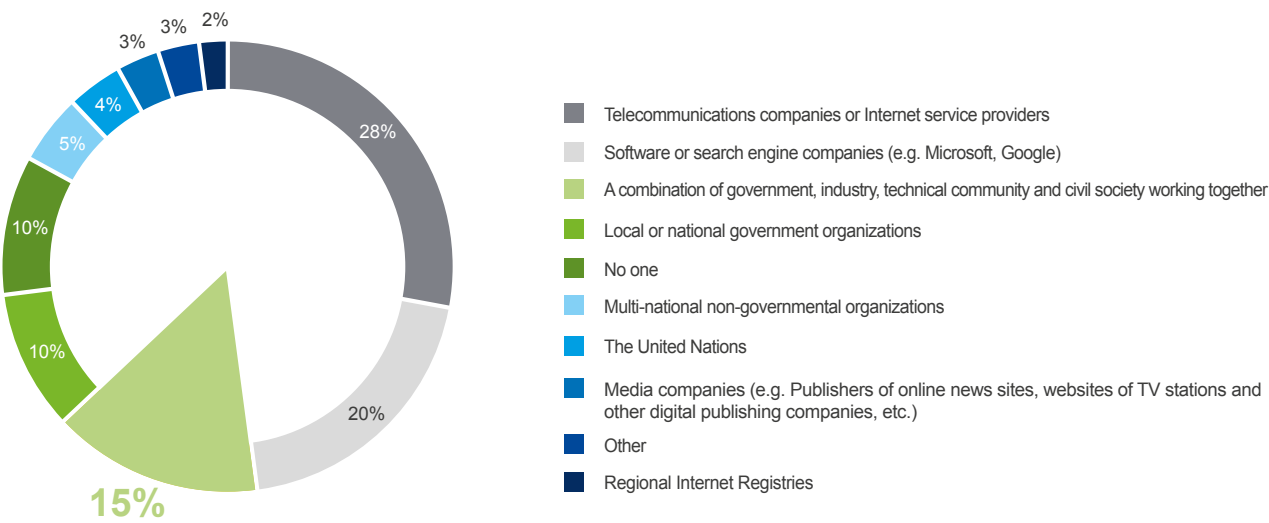 3%
3%
2%
4%
28%
5%
10%
10%
20%
15%
Telecommunications companies or Internet service providers
Software or search engine companies (e.g. Microsoft, Google)
A combination of government, industry, technical community and civil society working together
Local or national government organizations
No one
Multi-national non-governmental organizations
The United Nations
Media companies (e.g. Publishers of online news sites, websites of TV stations and
other digital publishing companies, etc.)
Other
Regional Internet Registries